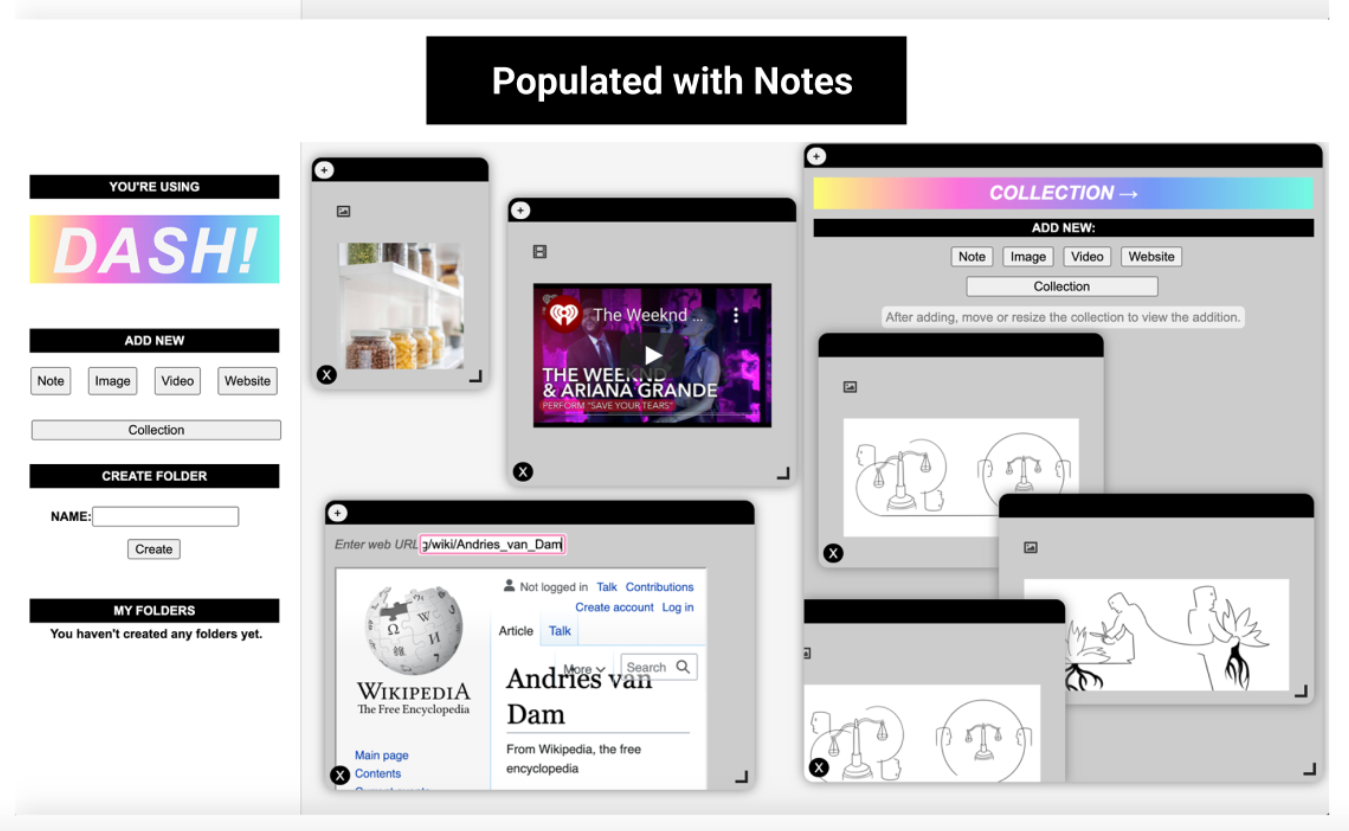 Populated with Notes
YOU'RE USING
DASH!
ADD NEW
Note
Image
Video
Website
Collection
CREATE FOLDER
NAME:
Create
MY FOLDERS
You haven't created any folders yet.
+
X
+
The Weeknd ...
THE WEEKND
& ARIANA GRANDE
PERFORM "SAVE YOUR TEARS"
X
+
Enter web URL g/wiki/Andries_van_Dam
Not logged in Talk Contributions
Create account Log in
Article Talk
More
Search
WIKIPEDIA
The Free Encyclopedia
Andries van
Dam
From Wikipedia, the free
encyclopedia
Main page
Contents
X
+
COLLECTION →
ADD NEW:
Note
Image
Video
Website
Collection
After adding, move or resize the collection to view the addition.
X
X